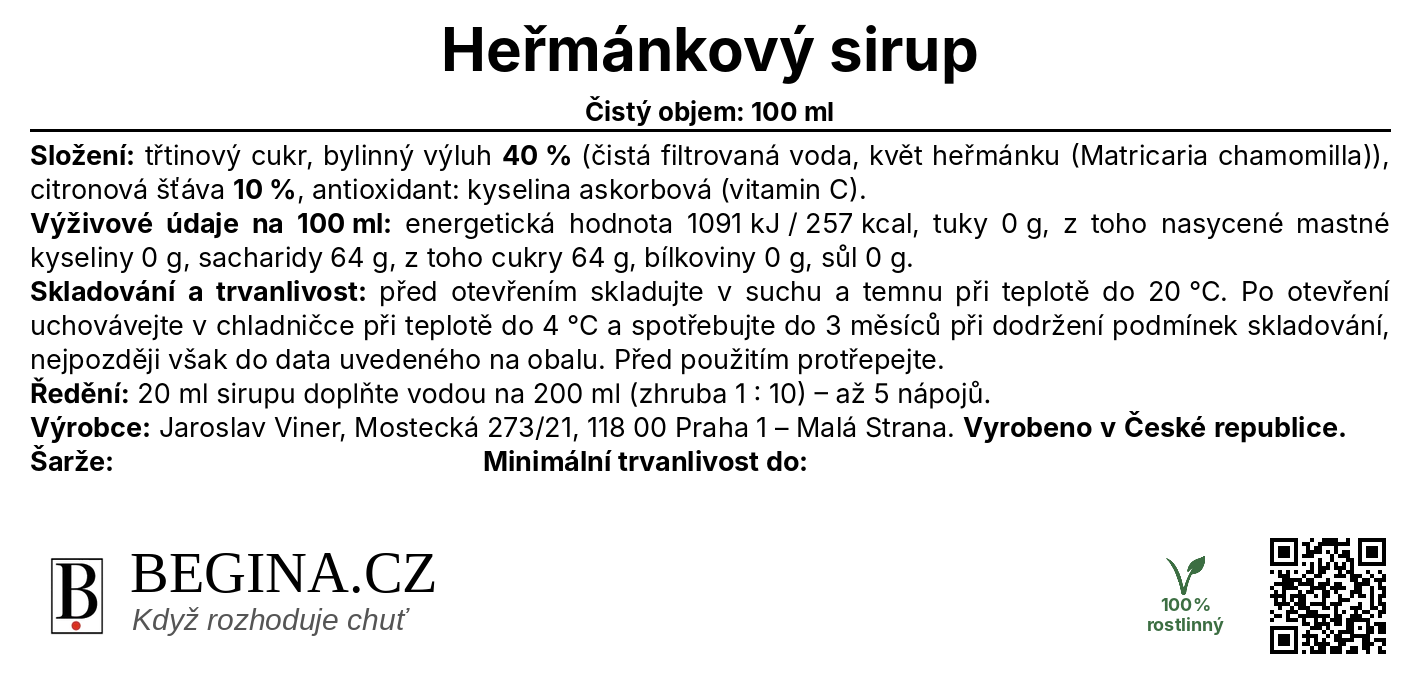 Heřmánkový sirup
Čistý objem: 100 ml
Složení: třtinový cukr, bylinný výluh 40 % (čistá filtrovaná voda, květ heřmánku (Matricaria chamomilla)),
citronová šťáva 10 %, antioxidant: kyselina askorbová (vitamin C).
Výživové údaje na 100 ml: energetická hodnota 1091 kJ / 257 kcal, tuky 0 g, z toho nasycené mastné
kyseliny 0 g, sacharidy 64 g, z toho cukry 64 g, bílkoviny 0 g, sůl 0 g.
Skladování a trvanlivost: před otevřením skladujte v suchu a temnu při teplotě do 20 °C. Po otevření
uchovávejte v chladničce při teplotě do 4 °C a spotřebujte do 3 měsíců při dodržení podmínek skladování,
nejpozději však do data uvedeného na obalu. Před použitím protřepejte.
Ředění: 20 ml sirupu doplňte vodou na 200 ml (zhruba 1 : 10) – až 5 nápojů.
Výrobce: Jaroslav Viner, Mostecká 273/21, 118 00 Praha 1 – Malá Strana. Vyrobeno v České republice.
Šarže: Minimální trvanlivost do:
B
BEGINA.CZ
Když rozhoduje chuť
100%
rostlinný